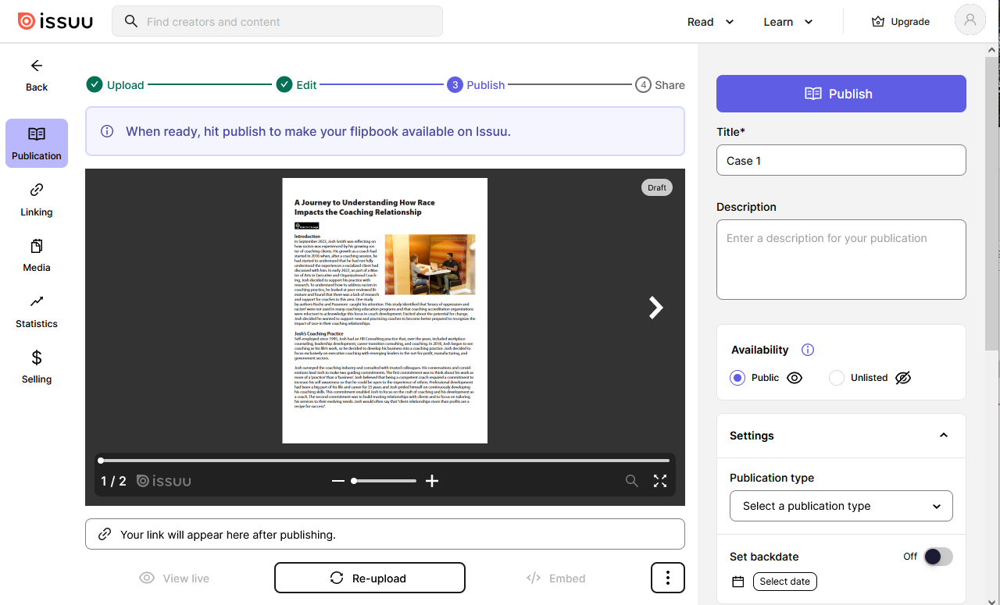 issuu
Find creators and content
Read
Learn
Upgrade
Back
Publication
Linking
Media
Statistics
Selling
Upload
Edit
3 Publish
4 Share
When ready, hit publish to make your flipbook available on Issuu.
Draft
A Journey to Understanding How Race
Impacts the Coaching Relationship
Introduction
In September 2023, Josh Smith was reflecting on
how racism was experienced by his growing ros-
ter of coaching clients. His growth as a coach had
started in 2016 when, after a coaching session, he
had started to understand that he had not fully
understood the experiences a racialized client had
discussed with him. In early 2022, as part of a Mas-
ter of Arts in Executive and Organizational Coach-
ing, Josh decided to support his practice with
research. To understand how to address racism in
coaching practice, he looked at peer-reviewed lit-
erature and found that there was a lack of research
and support for coaches in this area. One study
by authors Roche and Passmore caught his attention. This study identified that 'lenses of oppression and
racism' were not used in many coaching education programs and that coaching accreditation organizations
were reluctant to acknowledge this focus in coach development. Excited about the potential for change,
Josh decided he wanted to support new and practicing coaches to become better prepared to recognize the
impact of race in their coaching relationships.
Josh's Coaching Practice
Self-employed since 1995, Josh had an HR Consulting practice that, over the years, included workplace
counseling, leadership development, career transition consulting, and coaching. In 2018, Josh began to see
coaching as his life's work, so he decided to develop his business into a coaching practice. Josh decided to
focus exclusively on executive coaching with emerging leaders in the not-for-profit, manufacturing, and
government sectors.
Josh surveyed the coaching industry and consulted with trusted colleagues. His conversations and consid-
erations lead Josh to make two guiding commitments. The first commitment was to think about his work as
more of a 'practice' than a 'business'. Josh believed that being a competent coach required a commitment to
increase his self-awareness so that he could be open to the experience of others. Professional development
had been a big part of his life and career for 25 years and Josh prided himself on continuously developing
his coaching skills. This commitment enabled Josh to focus on the craft of coaching and his development as
a coach. The second commitment was to build trusting relationships with clients and to focus on tailoring
his services to their evolving needs. Josh would often say that "client relationships more than profits are a
recipe for success".
1 / 2 issuu
Your link will appear here after publishing.
View live
Re-upload
Embed
Publish
Title*
Case 1
Description
Enter a description for your publication
Availability
Public
Unlisted
Settings
Publication type
Select a publication type
Set backdate
Off
Select date